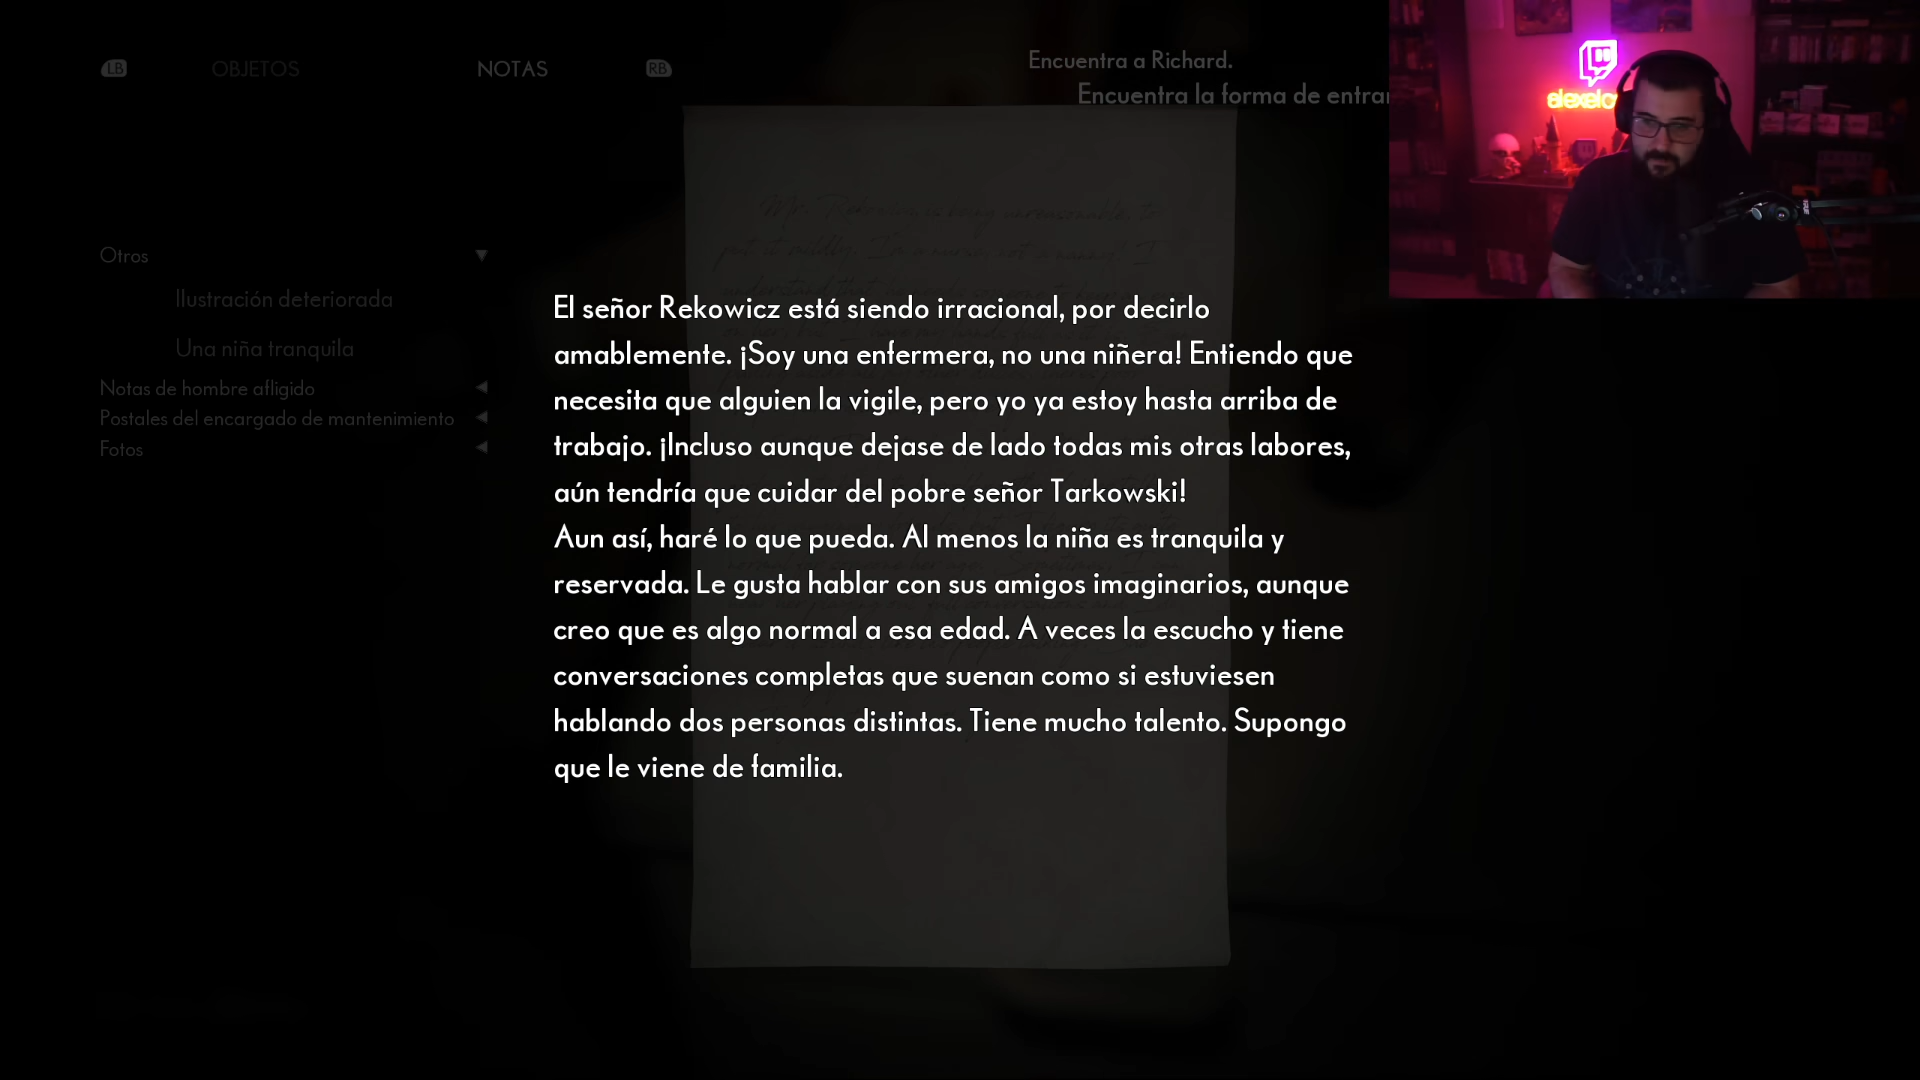 LB
OBJETOS
NOTAS
RB
Encuentra a Richard.
Encuentra la forma de entrar
Otros
Ilustración deteriorada
Una niña tranquila
Notas de hombre afligido
Postales del encargado de mantenimiento
Fotos
El señor Rekowicz está siendo irracional, por decirlo
amablemente. ¡Soy una enfermera, no una niñera! Entiendo que
necesita que alguien la vigile, pero yo ya estoy hasta arriba de
trabajo. ¡Incluso aunque dejase de lado todas mis otras labores,
aún tendría que cuidar del pobre señor Tarkowski!
Aun así, haré lo que pueda. Al menos la niña es tranquila y
reservada. Le gusta hablar con sus amigos imaginarios, aunque
creo que es algo normal a esa edad. A veces la escucho y tiene
conversaciones completas que suenan como si estuviesen
hablando dos personas distintas. Tiene mucho talento. Supongo
que le viene de familia.